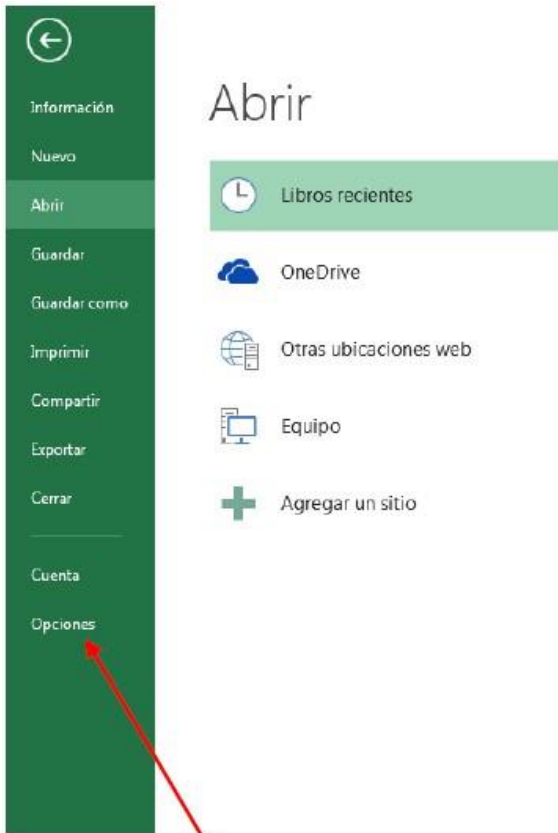 Información
Nuevo
Abrir
Guardar
Guardar como
Imprimir
Compartir
Exportar
Cerrar
Cuenta
Opciones
Abrir
Libros recientes
OneDrive
Otras ubicaciones web
Equipo
Agregar un sitio